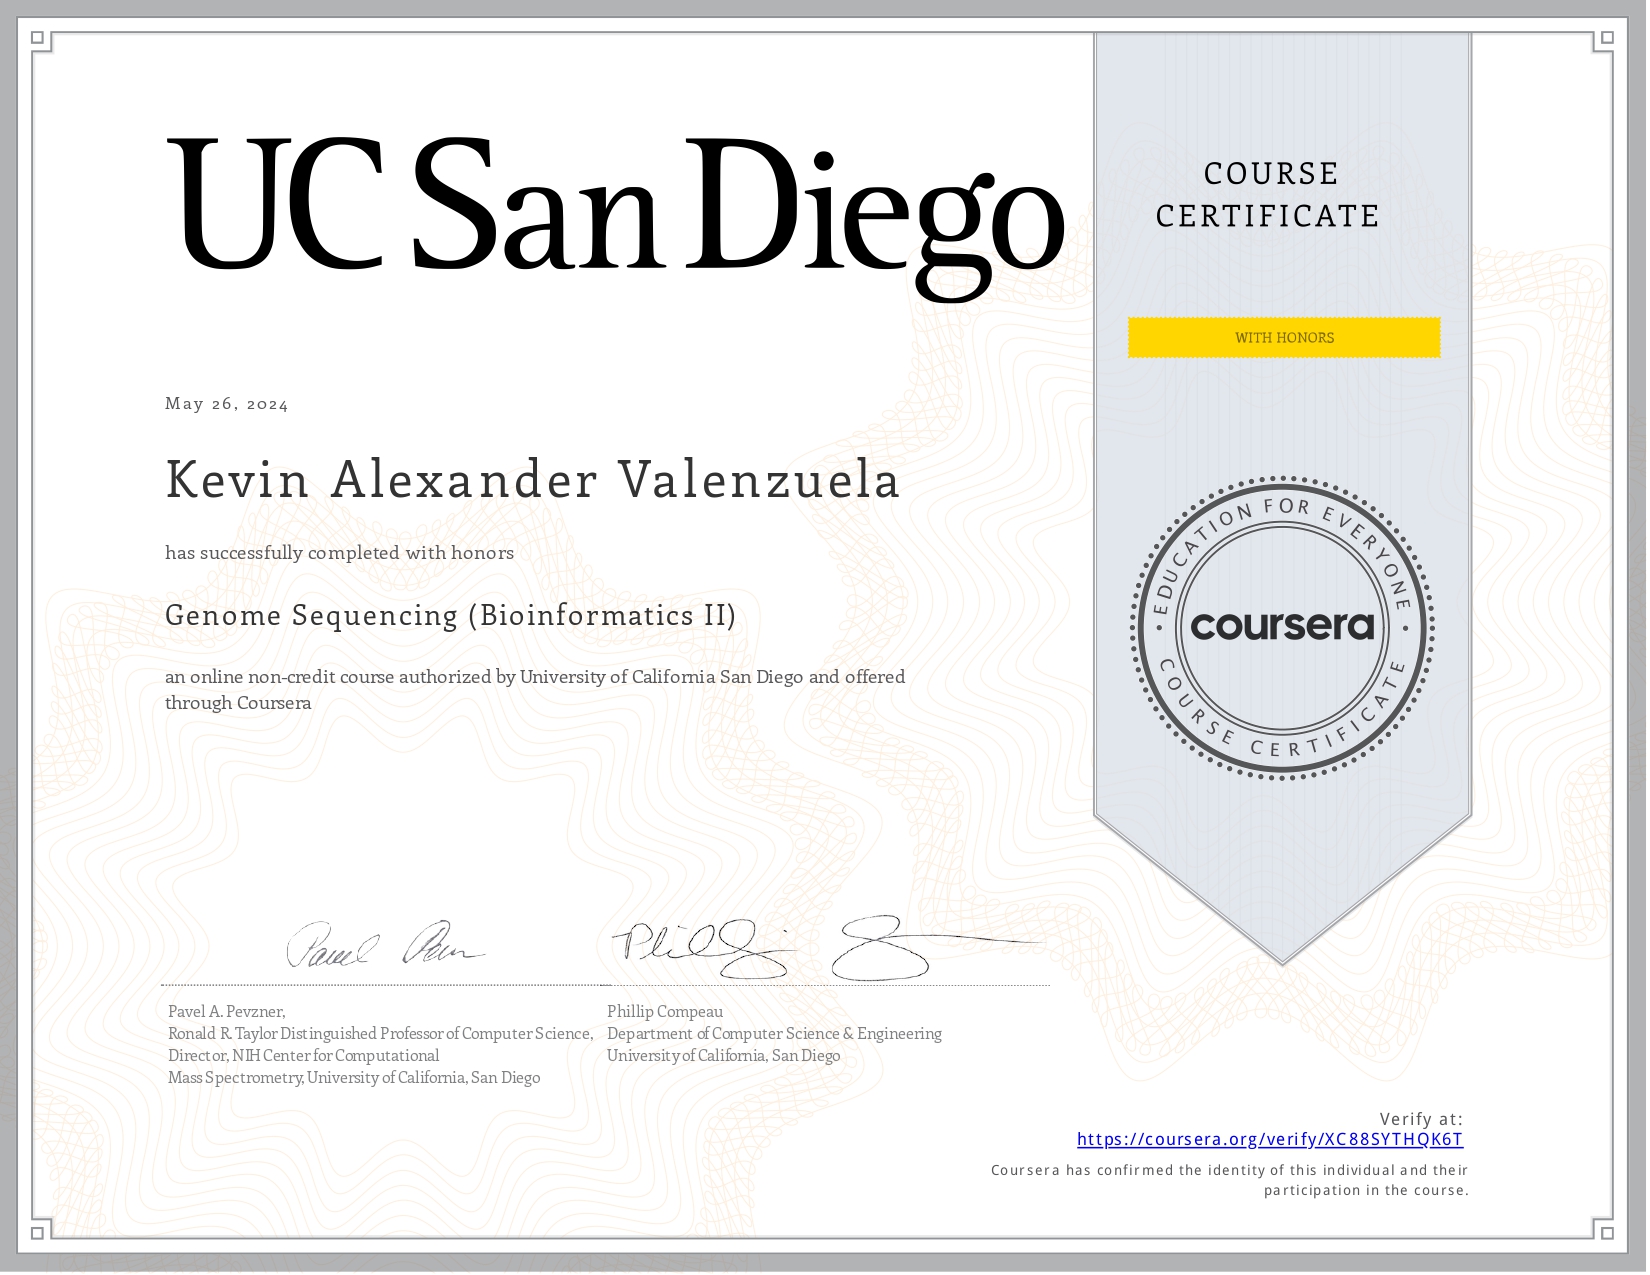 UC San Diego
COURSE
CERTIFICATE
WITH HONORS
May 26, 2024
Kevin Alexander Valenzuela
has successfully completed with honors
Genome Sequencing (Bioinformatics II)
an online non-credit course authorized by University of California San Diego and offered
through Coursera
EDUCATION FOR EVERYONE
coursera
COURSE CERTIFICATE
Pavel A. Pevzner,
Ronald R. Taylor Distinguished Professor of Computer Science,
Director, NIH Center for Computational
Mass Spectrometry, University of California, San Diego
Phillip Compeau
Department of Computer Science & Engineering
University of California, San Diego
Verify at:
https://coursera.org/verify/XC88SYTHQK6T
Coursera has confirmed the identity of this individual and their
participation in the course.